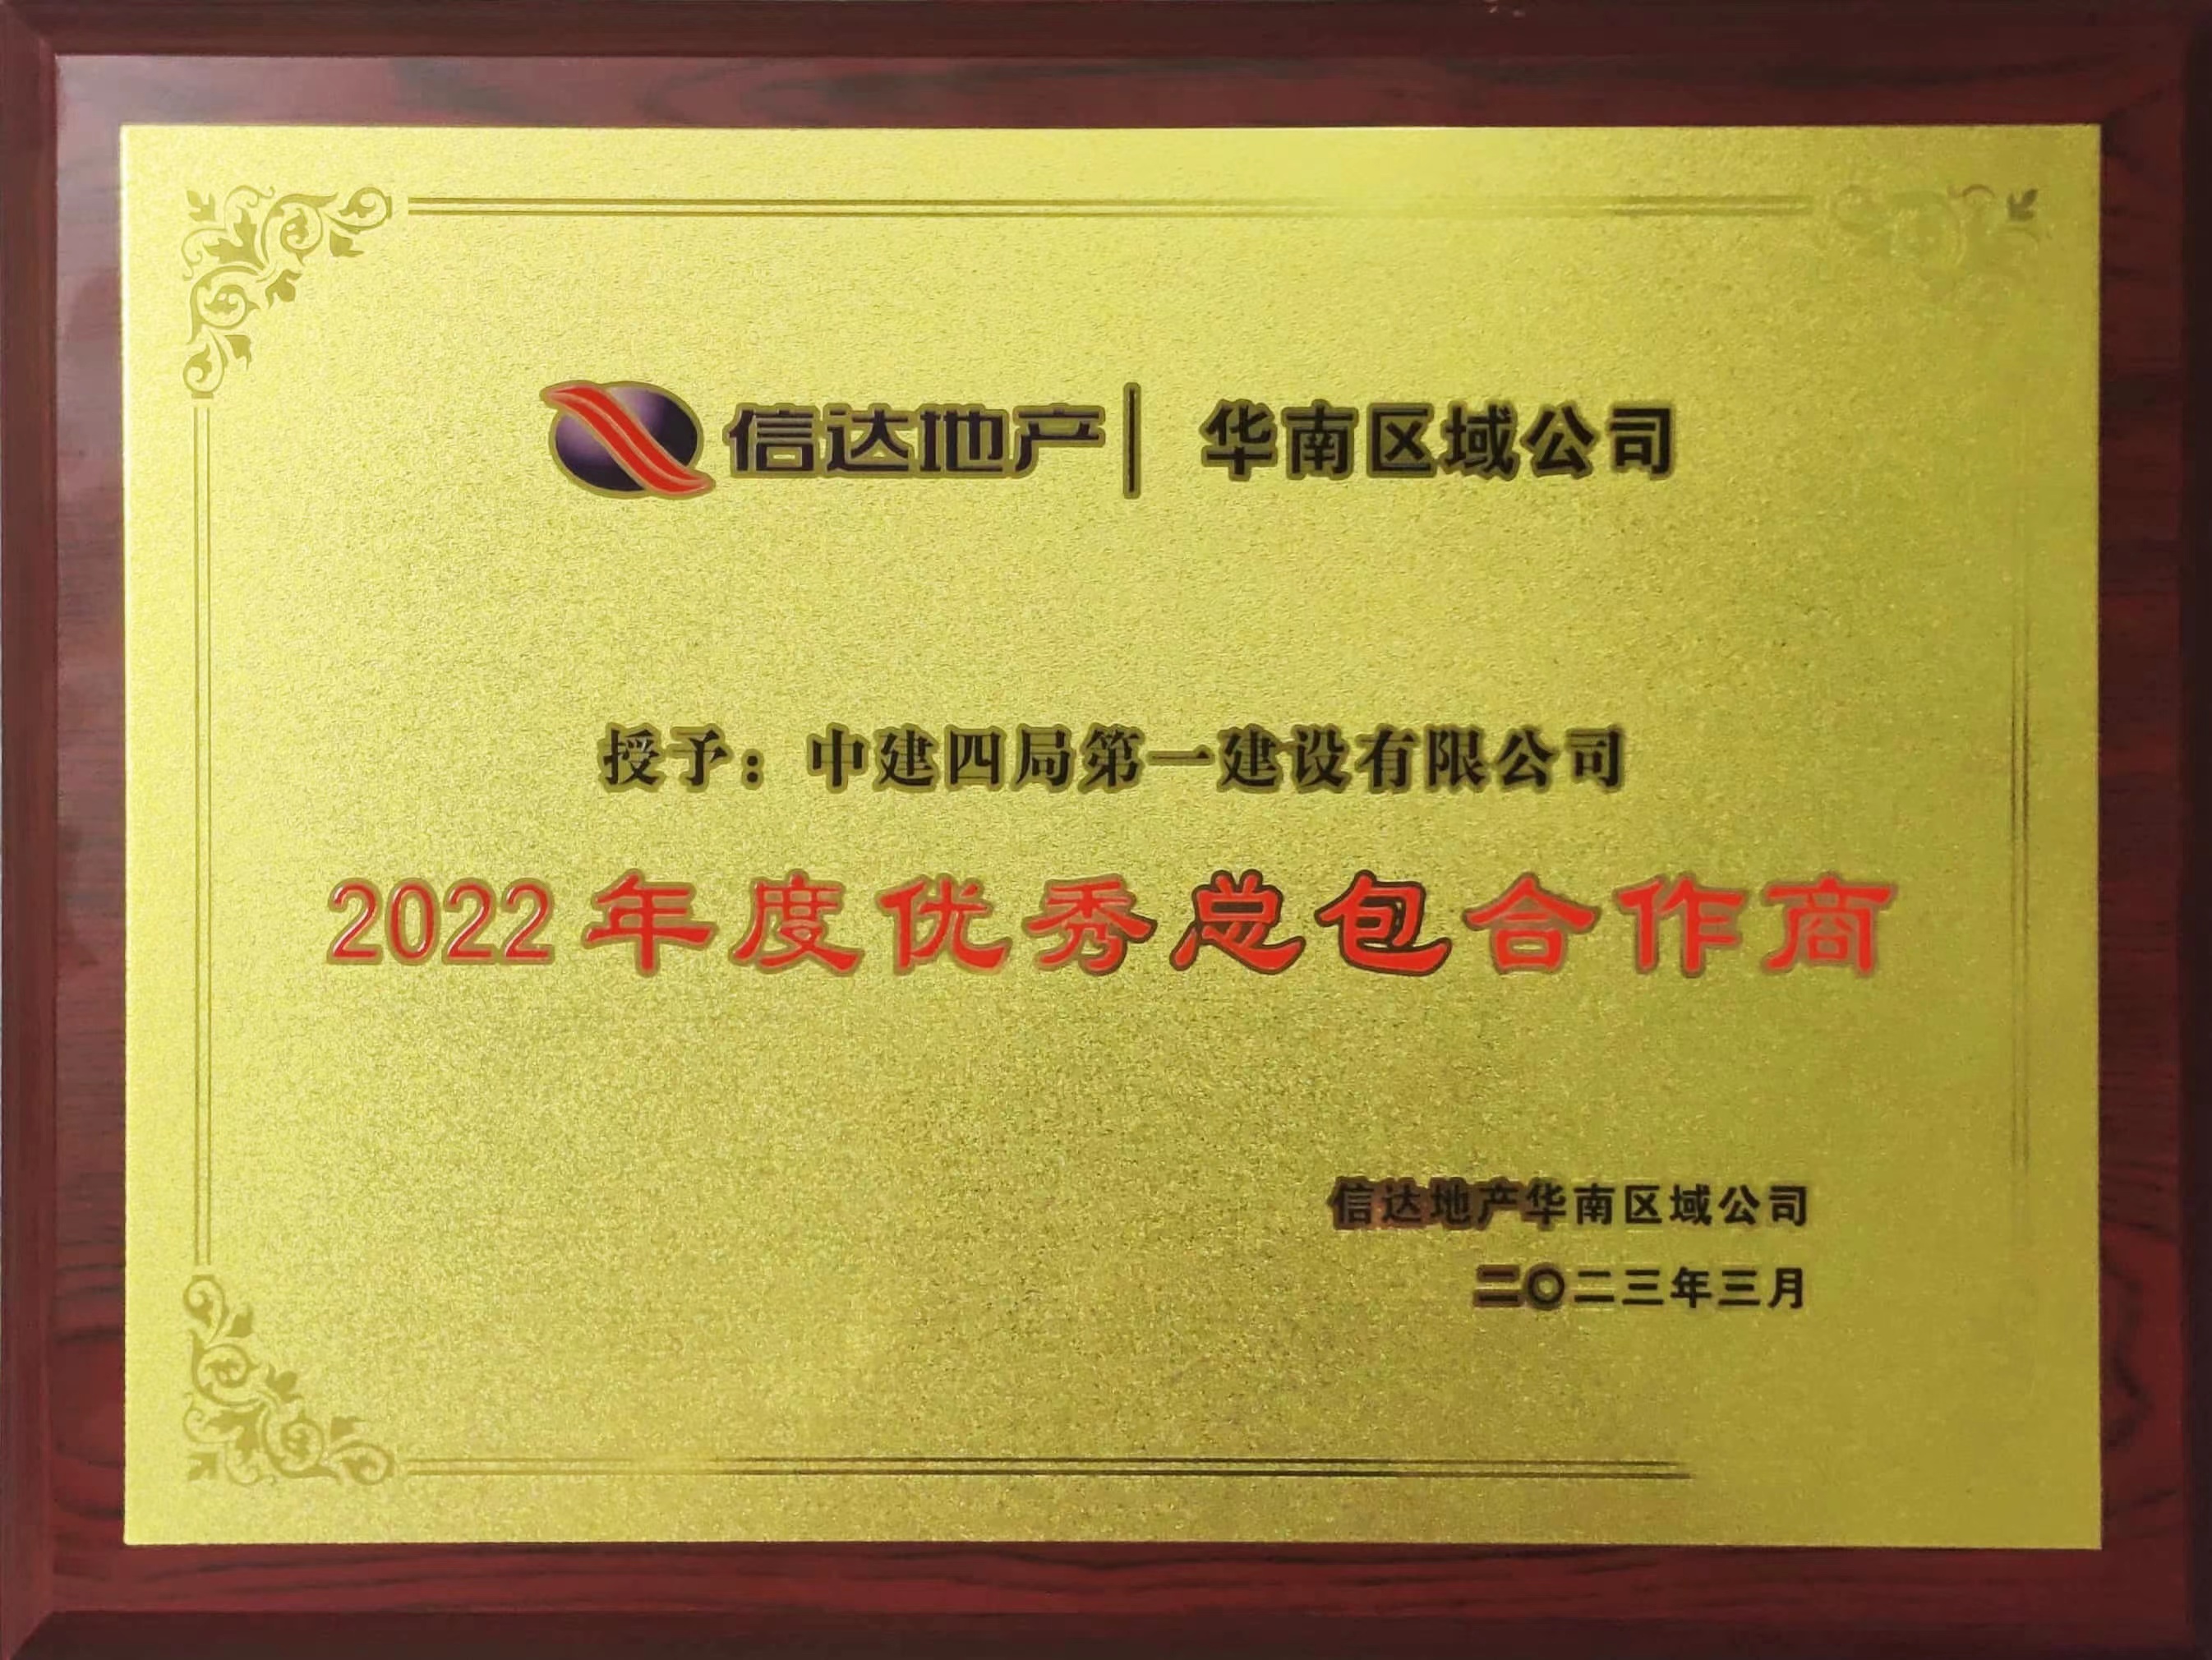 信达地产| 华南区域公司
授予：中建四局第一建设有限公司
2022年度优秀总包合作商
信达地产华南区域公司
二〇二三年三月